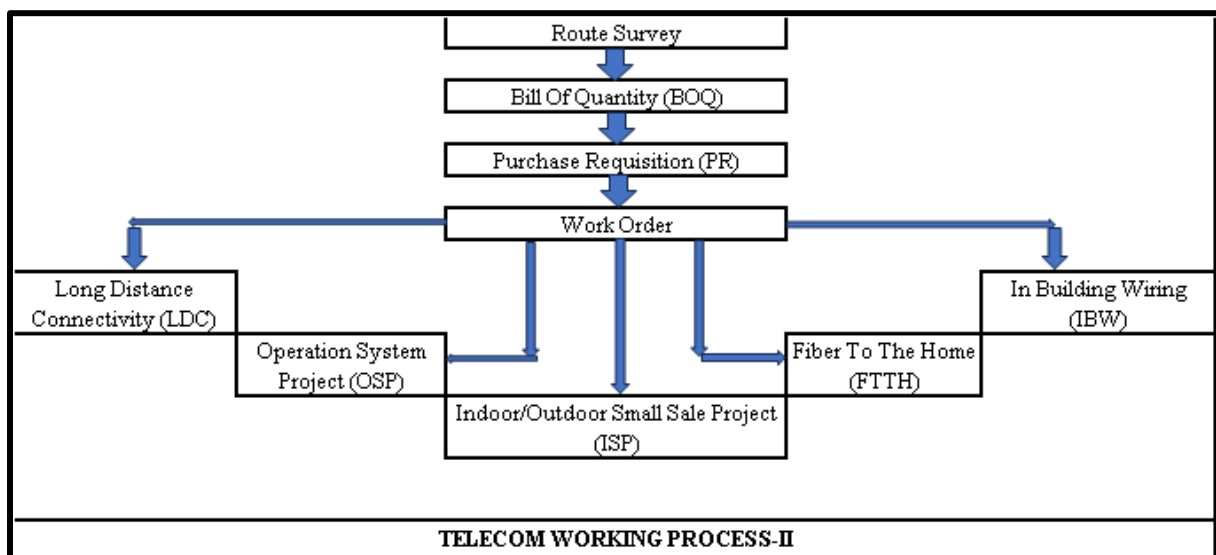 Route Survey
Bill Of Quantity (BOQ)
Purchase Requisition (PR)
Work Order
Long Distance
Connectivity (LDC)
In Building Wiring
(IBW)
Operation System
Project (OSP)
Fiber To The Home
(FTTH)
Indoor/Outdoor Small Sale Project
(ISP)
TELECOM WORKING PROCESS-II